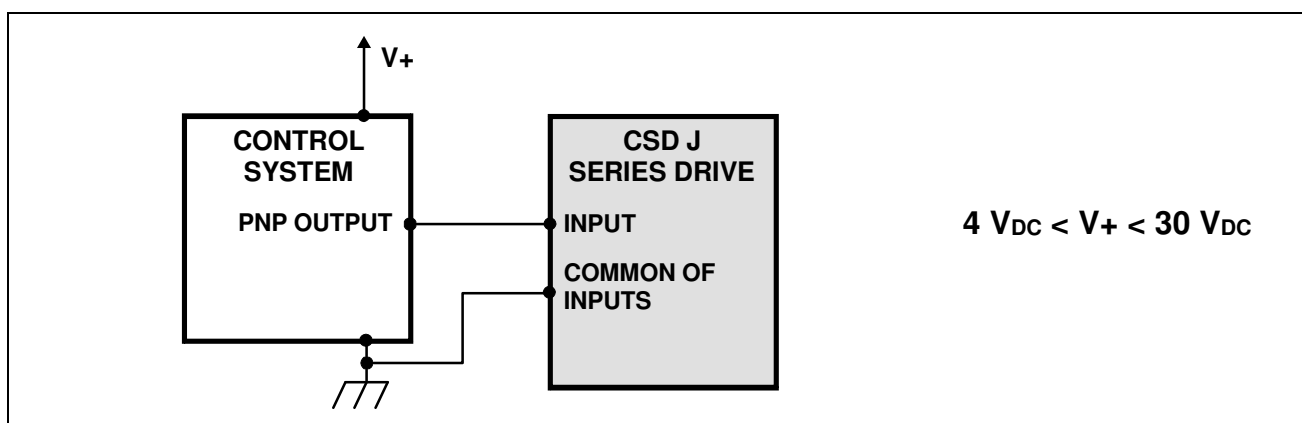 V+
CONTROL
SYSTEM
PNP OUTPUT
CSD J
SERIES DRIVE
INPUT
COMMON OF
INPUTS
4 VDC < V+ < 30 VDC